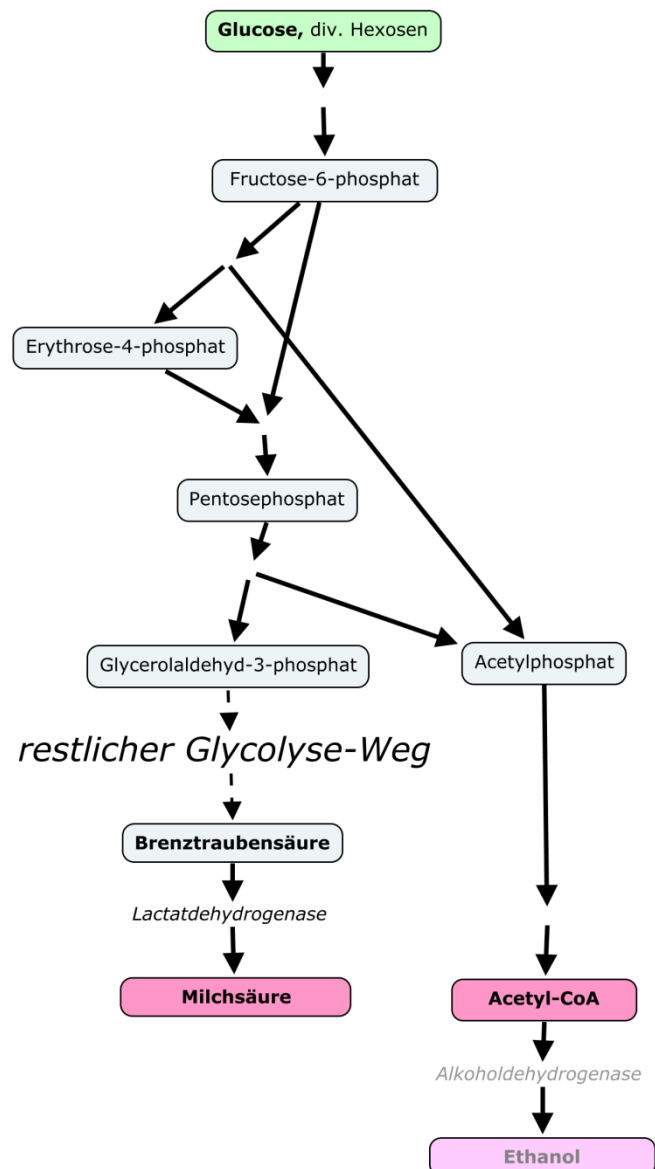 Glucose, div. Hexosen
Fructose-6-phosphat
Erythrose-4-phosphat
Pentosephosphat
Glycerolaldehyd-3-phosphat
Acetylphosphat
restlicher Glycolyse-Weg
Brenztraubensäure
Lactatdehydrogenase
Milchsäure
Acetyl-CoA
Alkoholdehydrogenase
Ethanol